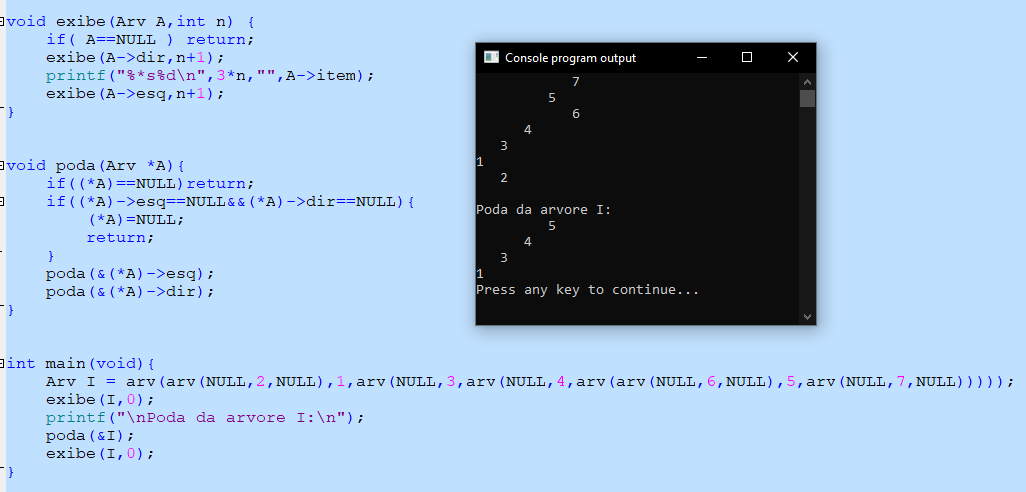 void exibe(Arv A,int n) {
    if( A==NULL ) return;
    exibe(A->dir,n+1);
    printf("%*s%d\n",3*n,"",A->item);
    exibe(A->esq,n+1);
}
void poda(Arv *A){
    if((*A)==NULL)return;
    if((*A)->esq==NULL&&(*A)->dir==NULL){
        (*A)=NULL;
        return;
    }
    poda(&(*A)->esq);
    poda(&(*A)->dir);
}
int main(void){
    Arv I = arv(arv(NULL,2,NULL),1,arv(NULL,3,arv(NULL,4,arv(arv(NULL,6,NULL),5,arv(NULL,7,NULL)))));
    exibe(I,0);
    printf("\nPoda da arvore I:\n");
    poda(&I);
    exibe(I,0);
}
Console program output
            7
         5
            6
      4
   3
1
   2
Poda da arvore I:
         5
      4
   3
1
Press any key to continue...